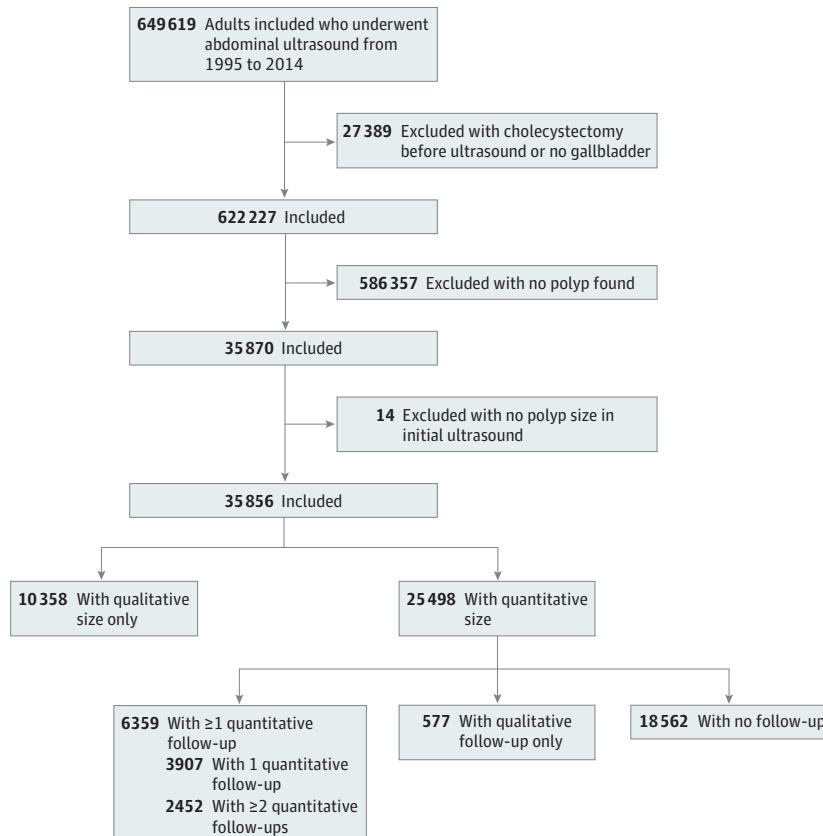 649 619 Adults included who underwent
abdominal ultrasound from
1995 to 2014
27 389 Excluded with cholecystectomy
before ultrasound or no gallbladder
622 227 Included
586 357 Excluded with no polyp found
35 870 Included
14 Excluded with no polyp size in
initial ultrasound
35 856 Included
10 358 With qualitative
size only
25 498 With quantitative
size
6359 With ≥1 quantitative
follow-up
3907 With 1 quantitative
follow-up
2452 With ≥2 quantitative
follow-ups
577 With qualitative
follow-up only
18 562 With no follow-up